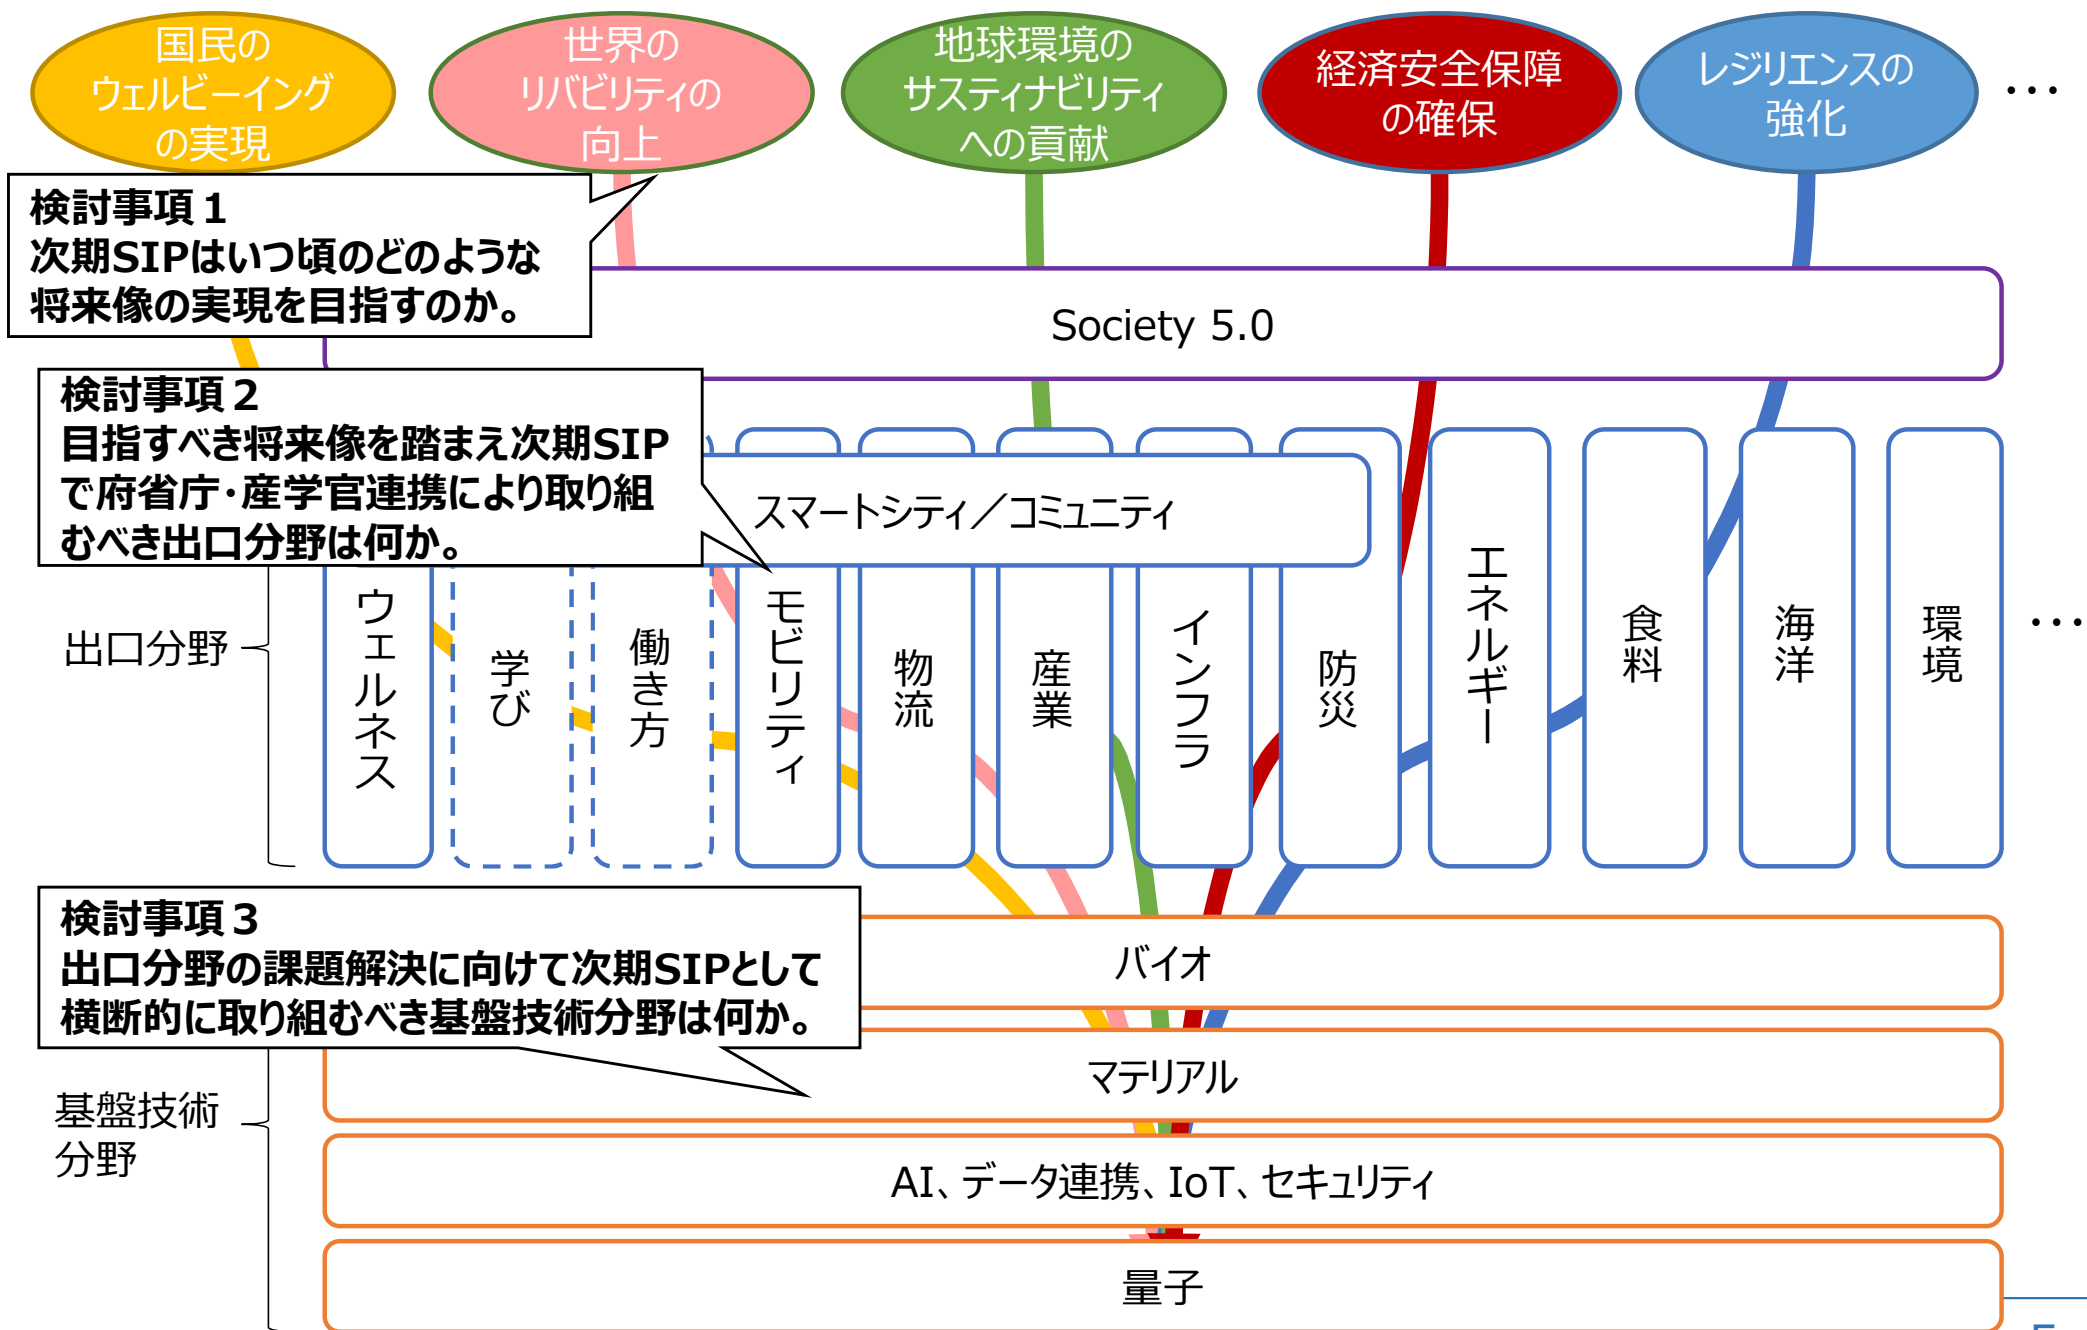 国民の
ウェルビーイング
の実現
世界の
リバビリティの
向上
地球環境の
サスティナビリティ
への貢献
経済安全保障
の確保
レジリエンスの
強化
…
検討事項1
次期SIPはいつ頃のどのような
将来像の実現を目指すのか。
Society 5.0
検討事項2
目指すべき将来像を踏まえ次期SIP
で府省庁・産学官連携により取り組
むべき出口分野は何か。
スマートシティ／コミュニティ
出口分野
ウェルネス
学び
働き方
モビリティ
物流
産業
インフラ
防災
エネルギー
食料
海洋
環境
…
検討事項3
出口分野の課題解決に向けて次期SIPとして
横断的に取り組むべき基盤技術分野は何か。
バイオ
マテリアル
基盤技術
分野
AI、データ連携、IoT、セキュリティ
量子